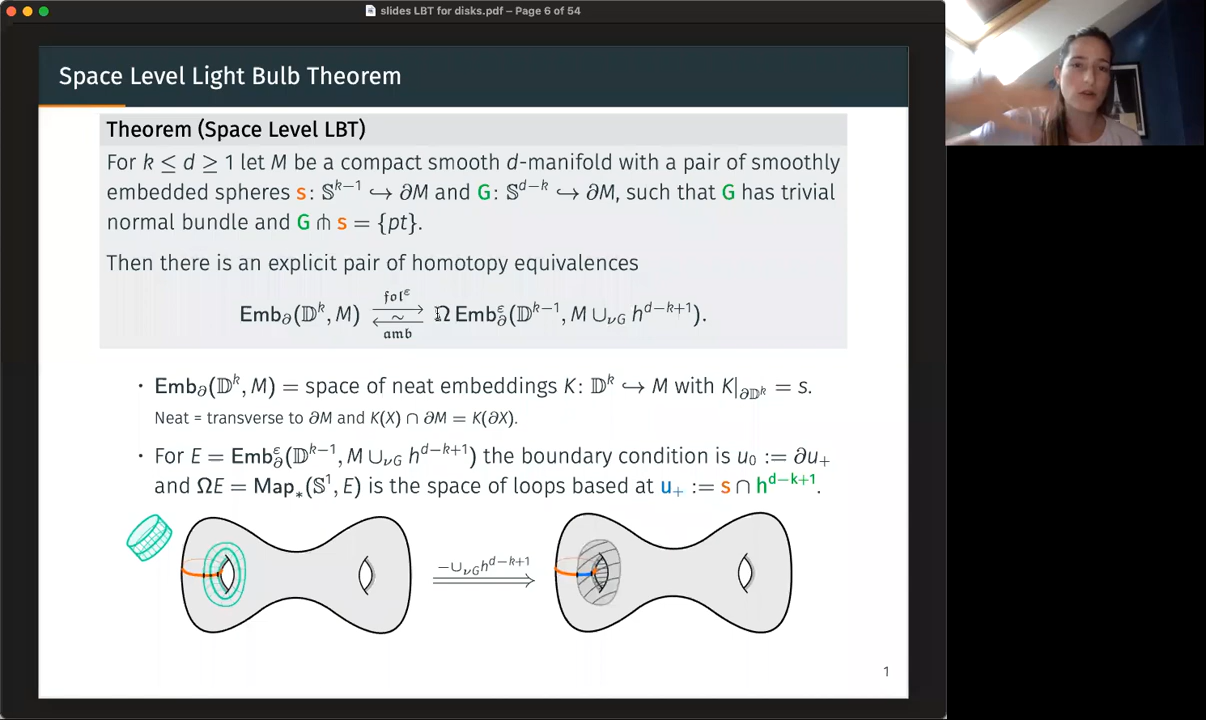 slides LBT for disks.pdf – Page 6 of 54
Space Level Light Bulb Theorem
Theorem (Space Level LBT)
For k ≤ d ≥ 1 let M be a compact smooth d-manifold with a pair of smoothly
embedded spheres s: 𝕊^{k−1} ↪ ∂M and G: 𝕊^{d−k} ↪ ∂M, such that G has trivial
normal bundle and G ⋔ s = {pt}.
Then there is an explicit pair of homotopy equivalences
𝔣𝔬𝔩^ε
Emb_∂(𝔻^k, M) ⇄ ∼ Ω Emb^ε_∂(𝔻^{k−1}, M ∪_{νG} h^{d−k+1}).
𝔞𝔪𝔟
• Emb_∂(𝔻^k, M) = space of neat embeddings K: 𝔻^k ↪ M with K|_{∂𝔻^k} = s.
Neat = transverse to ∂M and K(X) ∩ ∂M = K(∂X).
• For E = Emb^ε_∂(𝔻^{k−1}, M ∪_{νG} h^{d−k+1}) the boundary condition is u_0 := ∂u_+
and ΩE = Map_*(𝕊^1, E) is the space of loops based at u_+ := s ∩ h^{d−k+1}.
− ∪_{νG} h^{d−k+1}
1